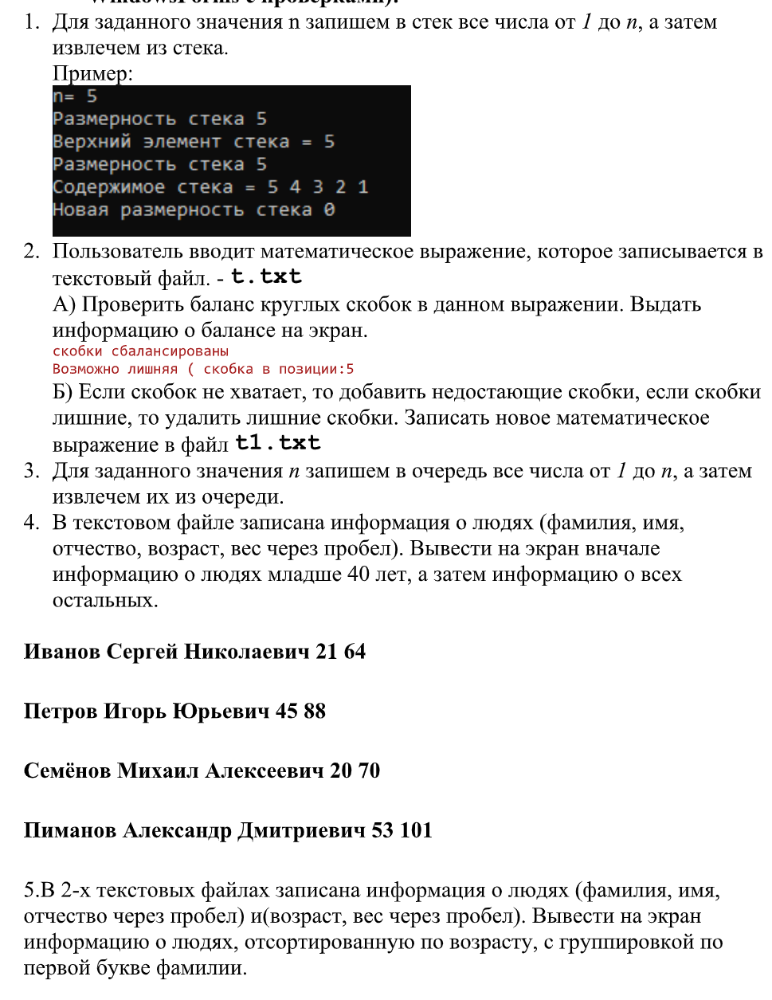 WindowsForms с проверками).
1. Для заданного значения n запишем в стек все числа от 1 до n, а затем
извлечем из стека.
Пример:
n= 5
Размерность стека 5
Верхний элемент стека = 5
Размерность стека 5
Содержимое стека = 5 4 3 2 1
Новая размерность стека 0
2. Пользователь вводит математическое выражение, которое записывается в
текстовый файл. - t.txt
А) Проверить баланс круглых скобок в данном выражении. Выдать
информацию о балансе на экран.
скобки сбалансированы
Возможно лишняя ( скобка в позиции:5
Б) Если скобок не хватает, то добавить недостающие скобки, если скобки
лишние, то удалить лишние скобки. Записать новое математическое
выражение в файл t1.txt
3. Для заданного значения n запишем в очередь все числа от 1 до n, а затем
извлечем их из очереди.
4. В текстовом файле записана информация о людях (фамилия, имя,
отчество, возраст, вес через пробел). Вывести на экран вначале
информацию о людях младше 40 лет, а затем информацию о всех
остальных.
Иванов Сергей Николаевич 21 64
Петров Игорь Юрьевич 45 88
Семёнов Михаил Алексеевич 20 70
Пиманов Александр Дмитриевич 53 101
5.В 2-х текстовых файлах записана информация о людях (фамилия, имя,
отчество через пробел) и(возраст, вес через пробел). Вывести на экран
информацию о людях, отсортированную по возрасту, с группировкой по
первой букве фамилии.